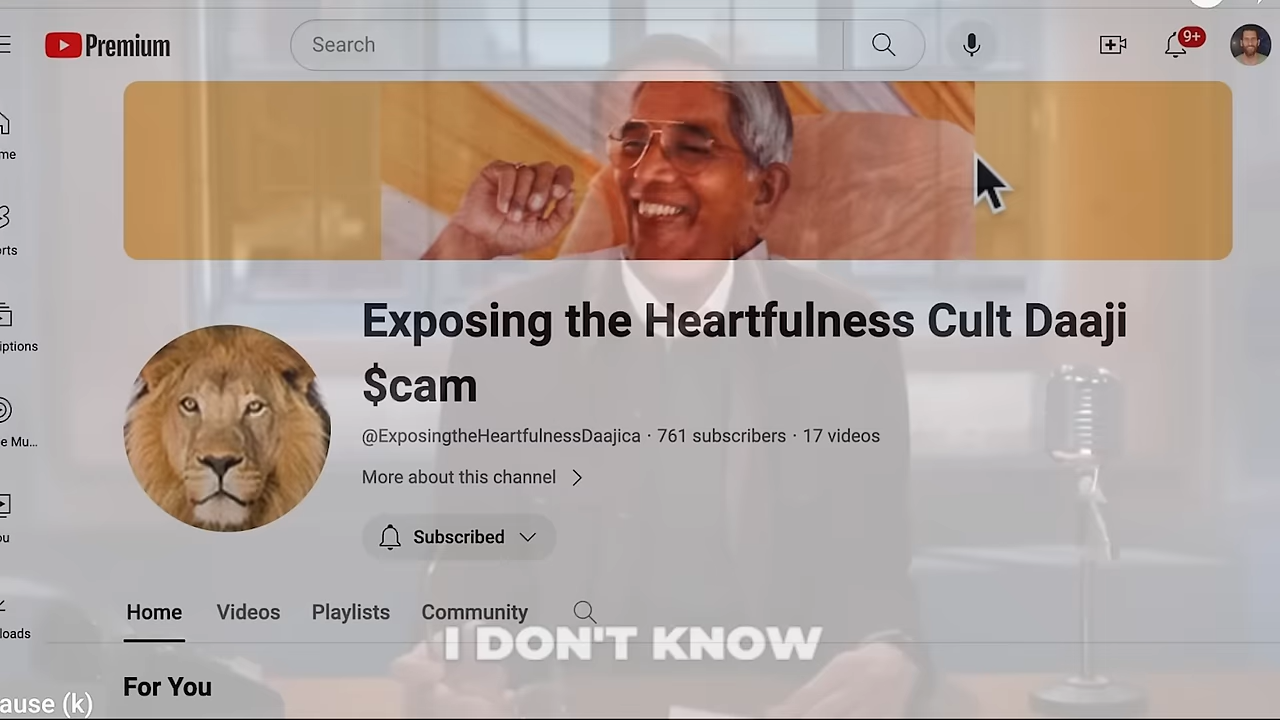 Premium
Search
9+
me
rts
iptions
e Mu...
ou
loads
Exposing the Heartfulness Cult Daaji
$cam
@ExposingtheHeartfulnessDaajica · 761 subscribers · 17 videos
More about this channel
Subscribed
Home Videos Playlists Community
I DON'T KNOW
For You
ause (k)